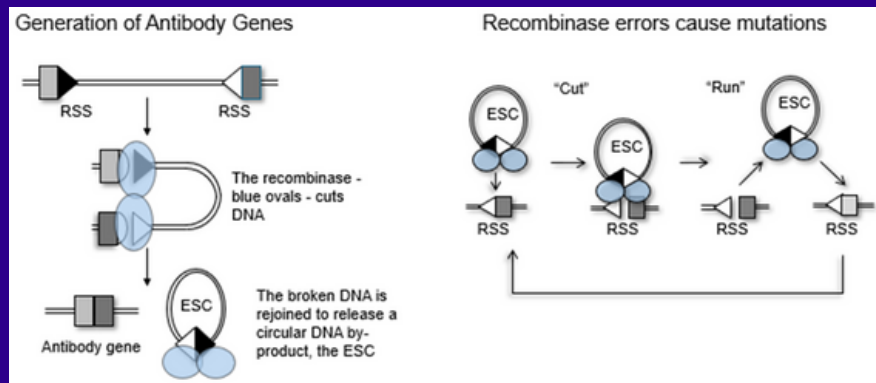 Generation of Antibody Genes
RSS
RSS
The recombinase -
blue ovals - cuts
DNA
ESC
The broken DNA is
rejoined to release a
circular DNA by-
product, the ESC
Antibody gene
Recombinase errors cause mutations
"Cut"
"Run"
ESC
ESC
ESC
RSS
RSS
RSS
RSS